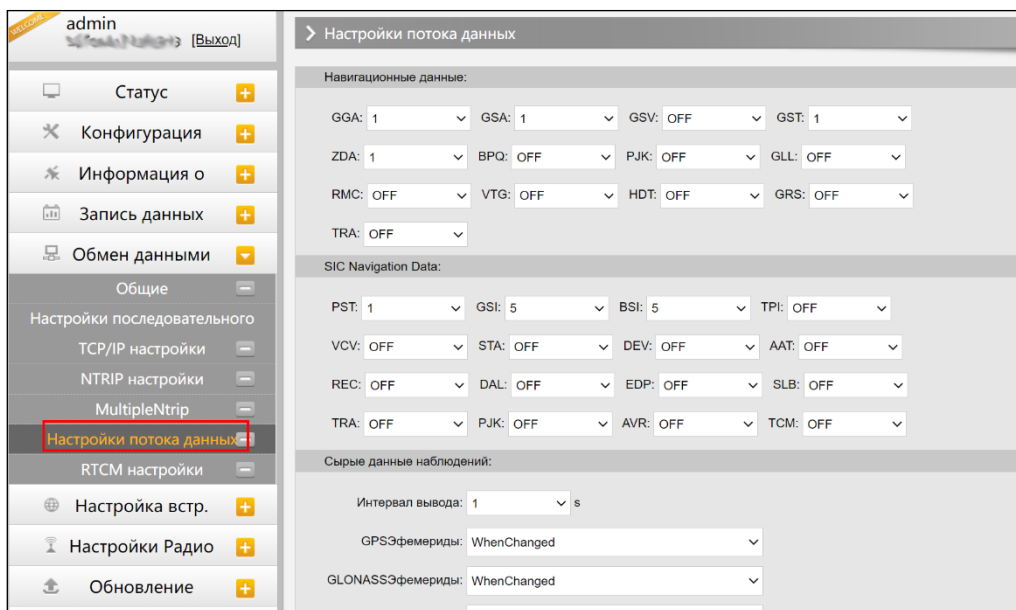 WELCOME
admin
[Выход]
Статус
Конфигурация
Информация о
Запись данных
Обмен данными
Общие
Настройки последовательного
TCP/IP настройки
NTRIP настройки
MultipleNtrip
Настройки потока данных
RTCM настройки
Настройка встр.
Настройки Радио
Обновление
Настройки потока данных
Навигационные данные:
GGA: 1 GSA: 1 GSV: OFF GST: 1
ZDA: 1 BPQ: OFF PJK: OFF GLL: OFF
RMC: OFF VTG: OFF HDT: OFF GRS: OFF
TRA: OFF
SIC Navigation Data:
PST: 1 GSI: 5 BSI: 5 TPI: OFF
VCV: OFF STA: OFF DEV: OFF AAT: OFF
REC: OFF DAL: OFF EDP: OFF SLB: OFF
TRA: OFF PJK: OFF AVR: OFF TCM: OFF
Сырые данные наблюдений:
Интервал вывода: 1 s
GPSЭфемериды: WhenChanged
GLONASSЭфемериды: WhenChanged